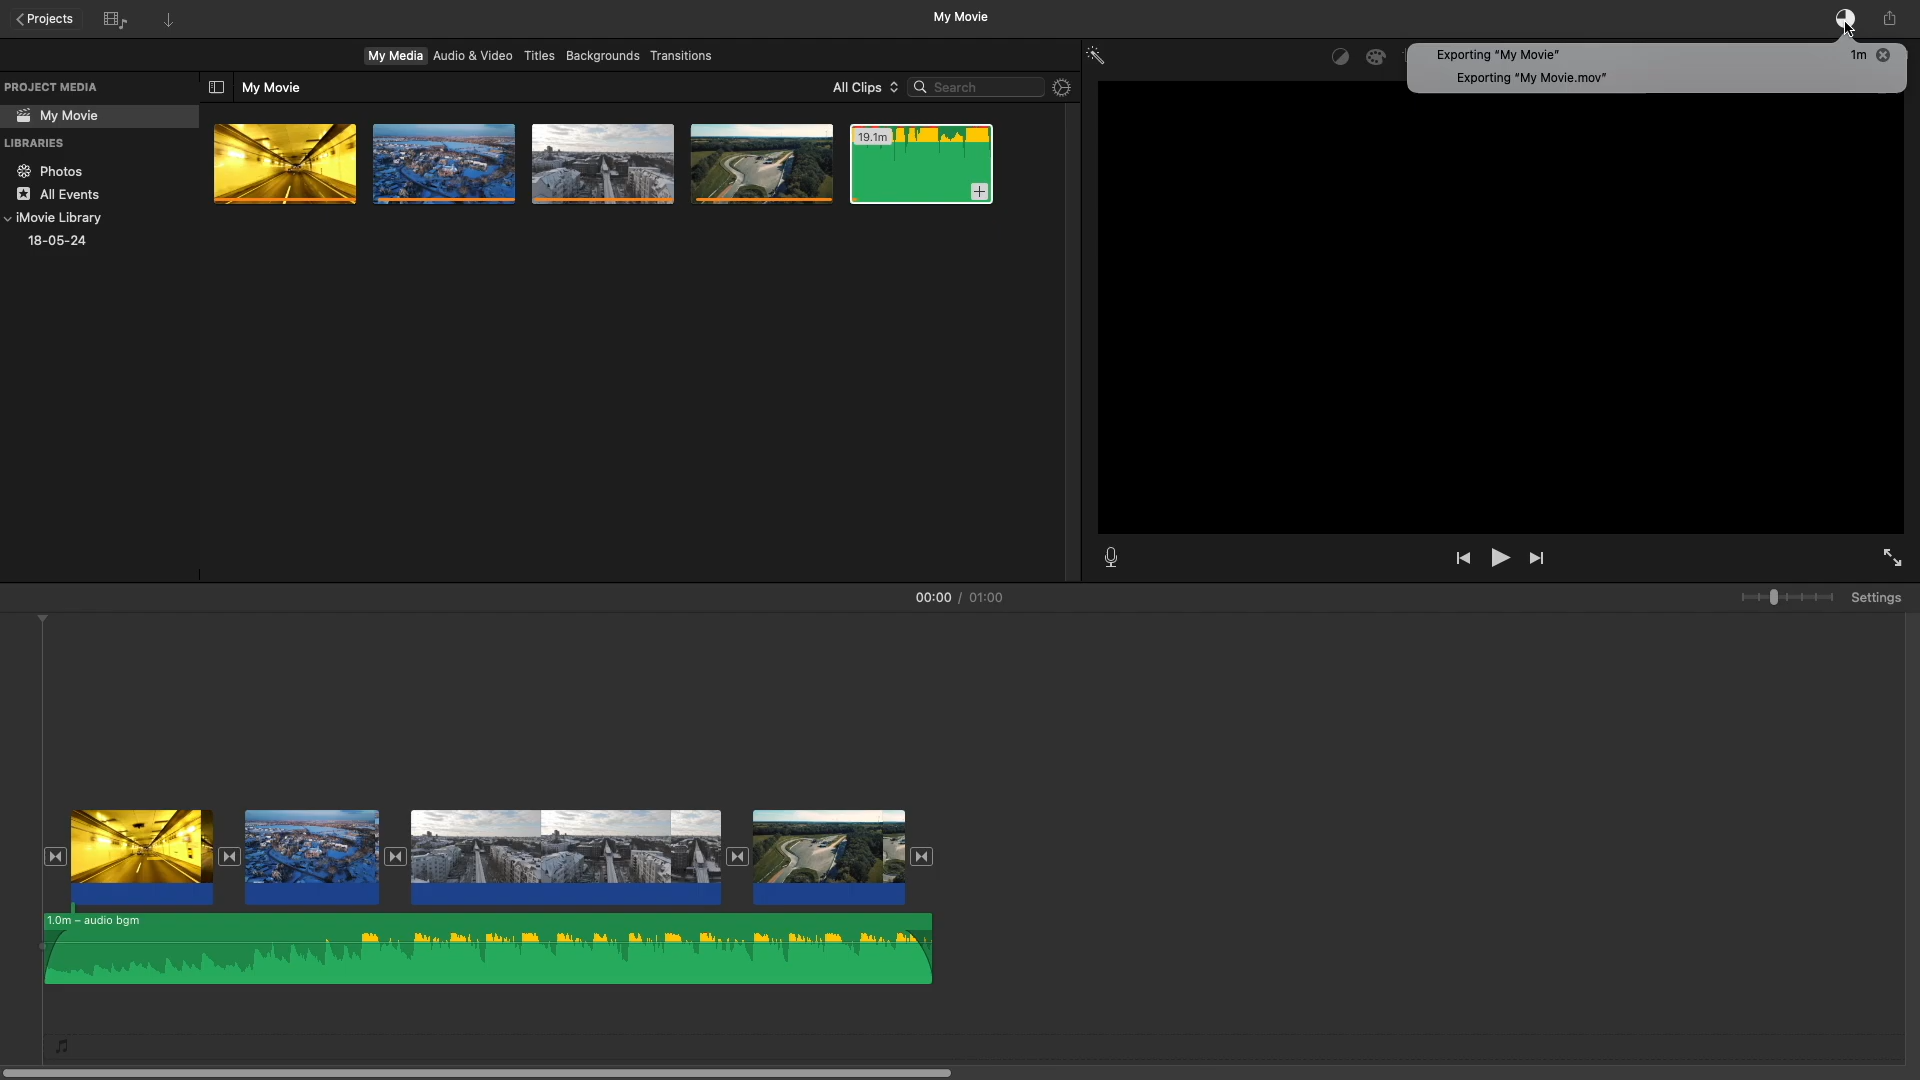 Projects
My Movie
My Media Audio & Video Titles Backgrounds Transitions
Exporting “My Movie” 1m
Exporting “My Movie.mov”
PROJECT MEDIA
My Movie
All Clips
Search
My Movie
LIBRARIES
Photos
All Events
iMovie Library
18-05-24
19.1m
00:00 / 01:00
Settings
1.0m – audio bgm